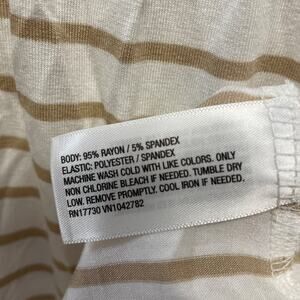 BODY: 95% RAYON / 5% SPANDEX
ELASTIC: POLYESTER / SPANDEX
MACHINE WASH COLD WITH LIKE COLORS. ONLY
NON CHLORINE BLEACH IF NEEDED. TUMBLE DRY
LOW. REMOVE PROMPTLY. COOL IRON IF NEEDED.
RN17730 VN1042782